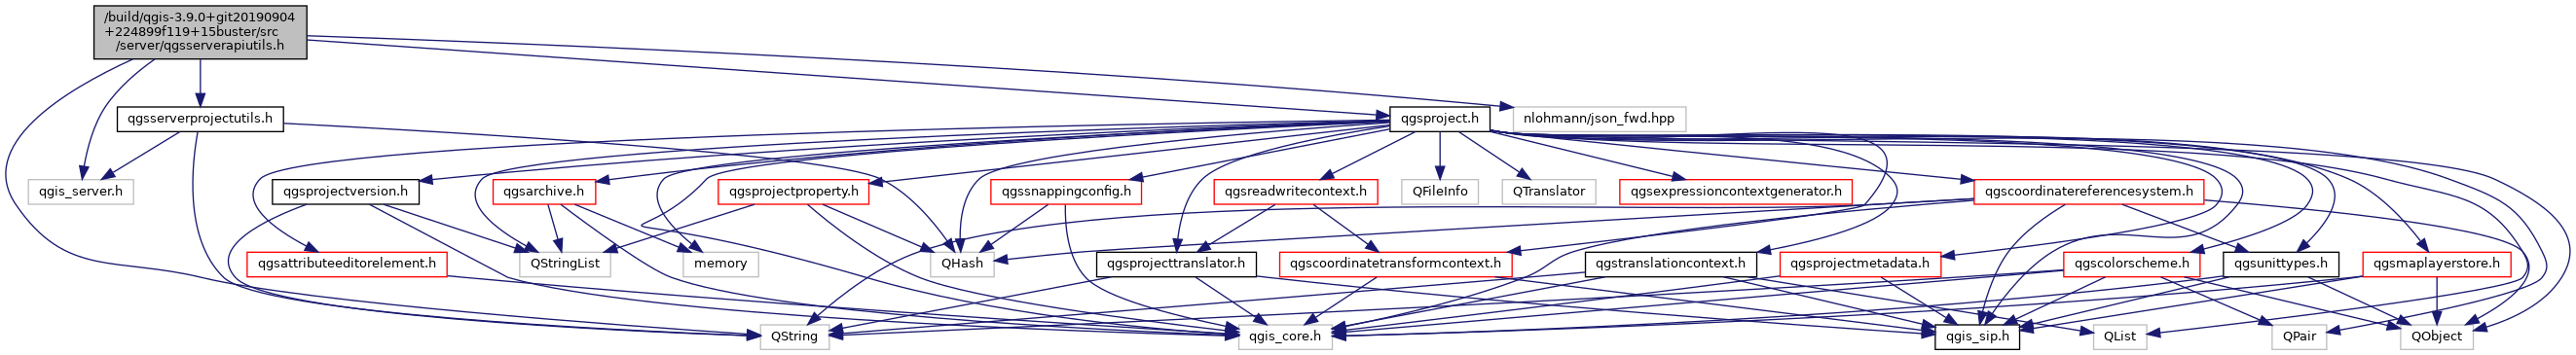 /build/qgis-3.9.0+git20190904
+224899f119+15buster/src
/server/qgsserverapiutils.h
qgsserverprojectutils.h
qgsproject.h
nlohmann/json_fwd.hpp
qgis_server.h
qgsprojectversion.h
qgsarchive.h
qgsprojectproperty.h
qgssnappingconfig.h
qgsreadwritecontext.h
QFileInfo
QTranslator
qgsexpressioncontextgenerator.h
qgscoordinatereferencesystem.h
qgsattributeeditorelement.h
QStringList
memory
QHash
qgsprojecttranslator.h
qgscoordinatetransformcontext.h
qgstranslationcontext.h
qgsprojectmetadata.h
qgscolorscheme.h
qgsunittypes.h
qgsmaplayerstore.h
QString
qgis_core.h
qgis_sip.h
QList
QPair
QObject